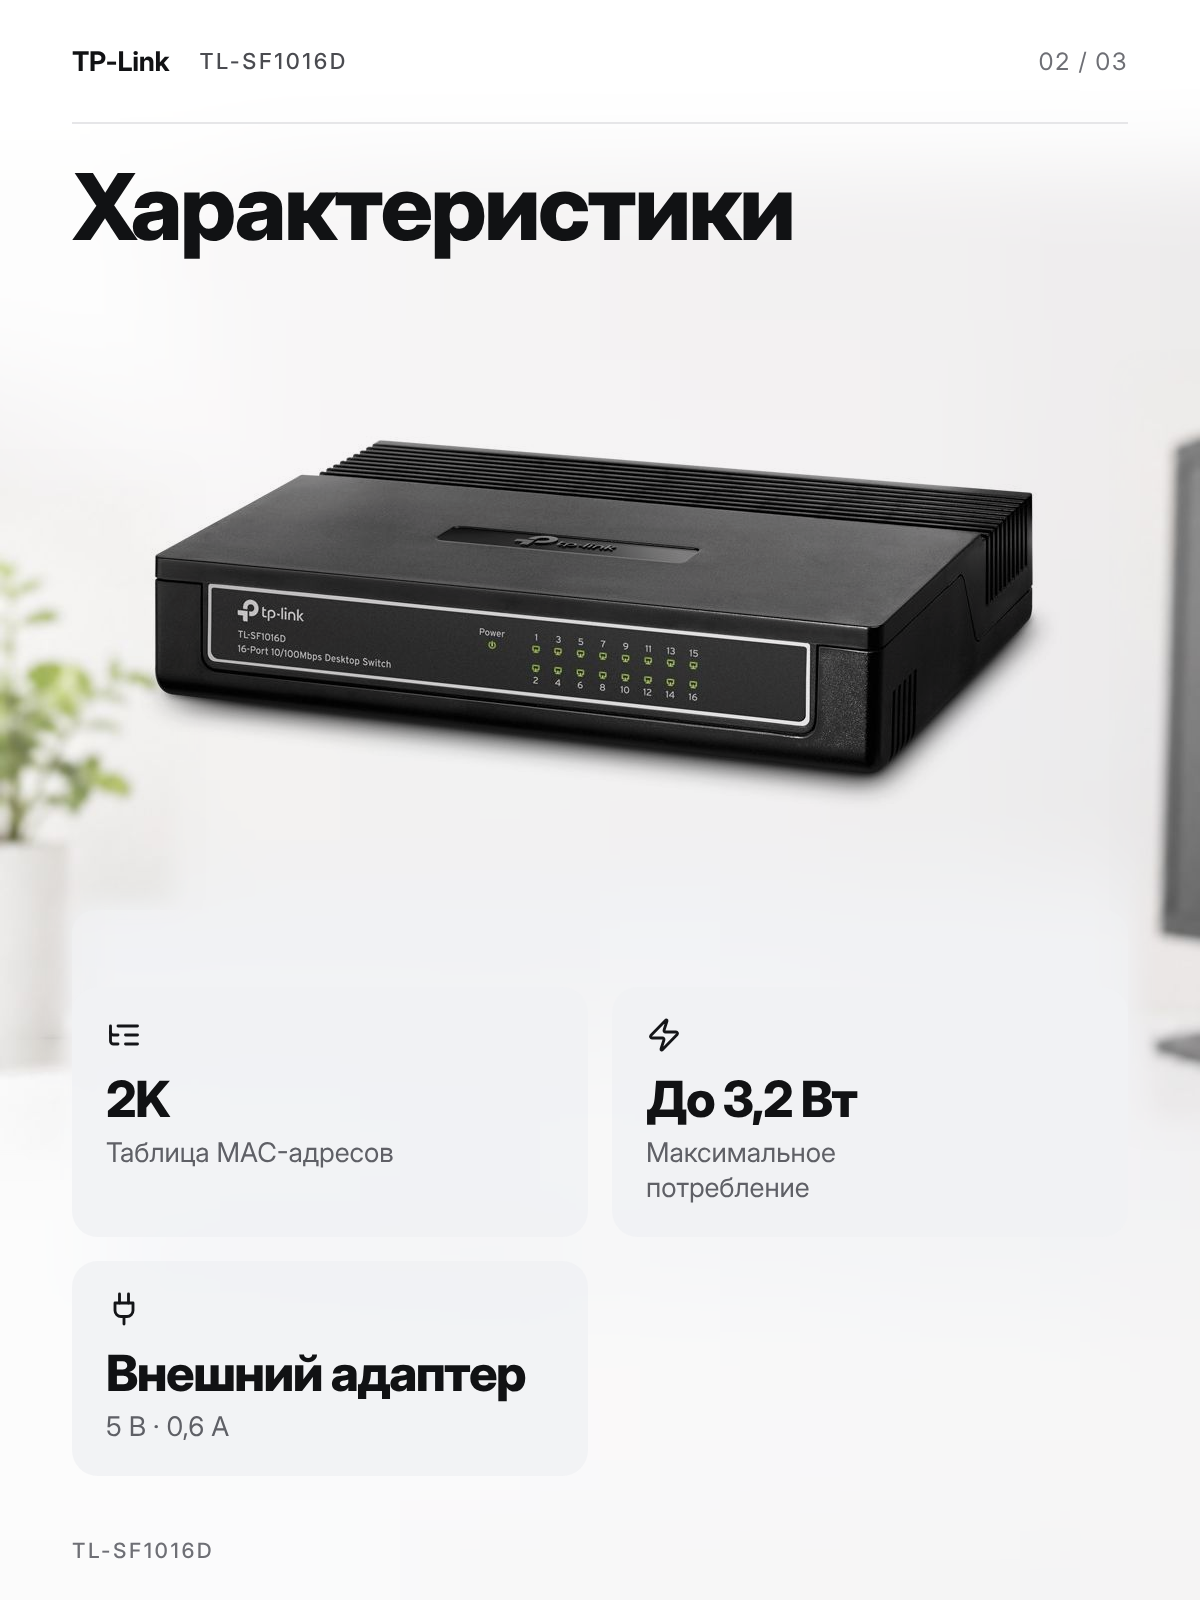 TP-Link TL-SF1016D 02 / 03
Характеристики
tp-link
tp-link
TL-SF1016D
16-Port 10/100Mbps Desktop Switch
Power
1 3 5 7 9 11 13 15
2 4 6 8 10 12 14 16
2K
Таблица MAC-адресов
До 3,2 Вт
Максимальное
потребление
Внешний адаптер
5 В · 0,6 А
TL-SF1016D